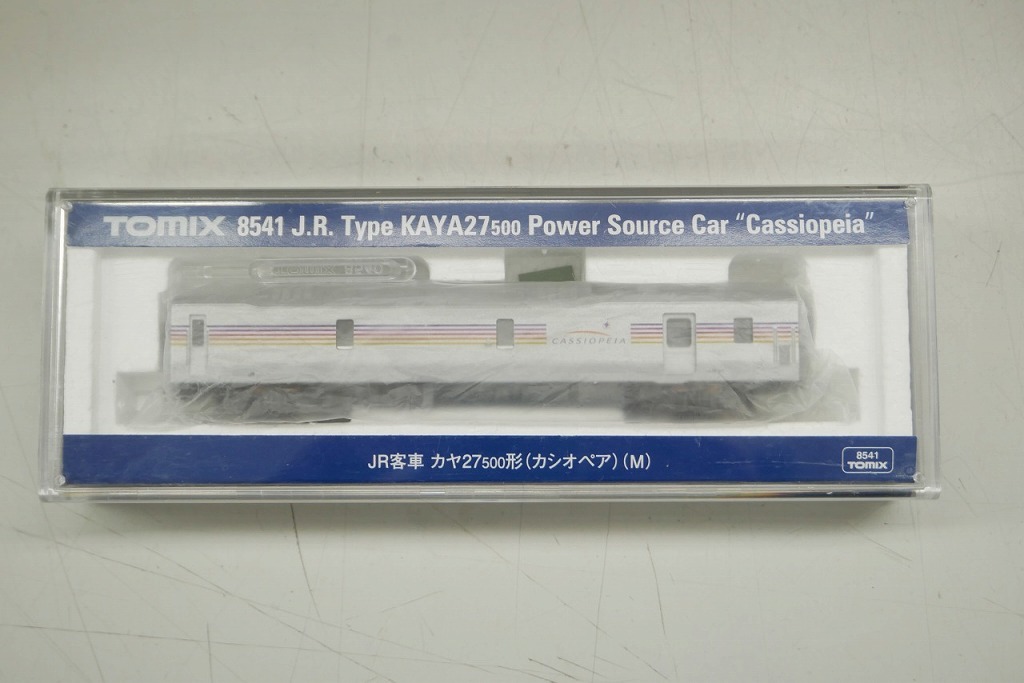 TOMIX 8541 J.R. Type KAYA27500 Power Source Car “Cassiopeia”
CASSIOPEIA
JR客車 カヤ27500形(カシオペア)(M)
8541
TOMIX